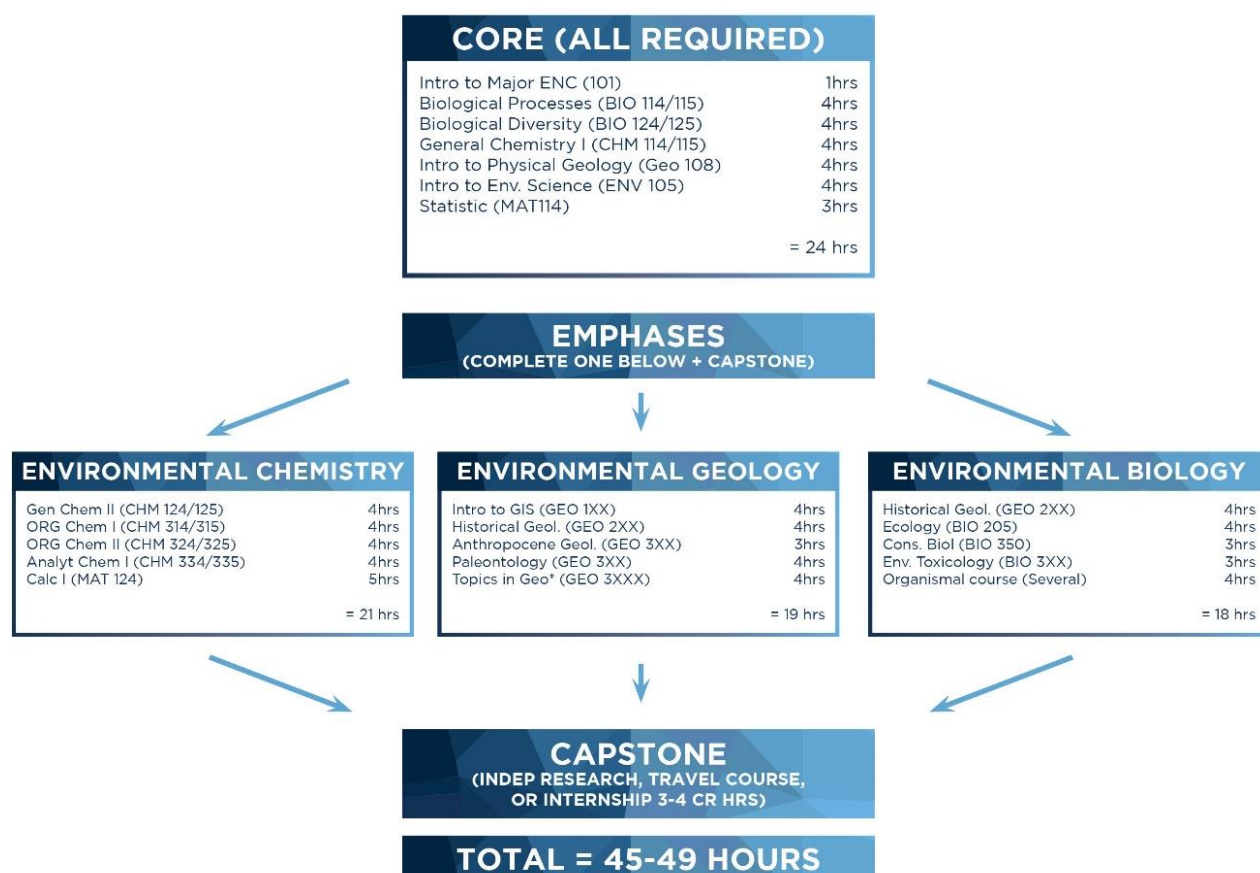 CORE (ALL REQUIRED)
Intro to Major ENC (101) 1hrs
Biological Processes (BIO 114/115) 4hrs
Biological Diversity (BIO 124/125) 4hrs
General Chemistry I (CHM 114/115) 4hrs
Intro to Physical Geology (Geo 108) 4hrs
Intro to Env. Science (ENV 105) 4hrs
Statistic (MAT114) 3hrs
= 24 hrs
EMPHASES
(COMPLETE ONE BELOW + CAPSTONE)
ENVIRONMENTAL CHEMISTRY
Gen Chem II (CHM 124/125) 4hrs
ORG Chem I (CHM 314/315) 4hrs
ORG Chem II (CHM 324/325) 4hrs
Analyt Chem I (CHM 334/335) 4hrs
Calc I (MAT 124) 5hrs
= 21 hrs
ENVIRONMENTAL GEOLOGY
Intro to GIS (GEO 1XX) 4hrs
Historical Geol. (GEO 2XX) 4hrs
Anthropocene Geol. (GEO 3XX) 3hrs
Paleontology (GEO 3XX) 4hrs
Topics in Geo* (GEO 3XXX) 4hrs
= 19 hrs
ENVIRONMENTAL BIOLOGY
Historical Geol. (GEO 2XX) 4hrs
Ecology (BIO 205) 4hrs
Cons. Biol (BIO 350) 3hrs
Env. Toxicology (BIO 3XX) 3hrs
Organismal course (Several) 4hrs
= 18 hrs
CAPSTONE
(INDEP RESEARCH, TRAVEL COURSE,
OR INTERNSHIP 3-4 CR HRS)
TOTAL = 45-49 HOURS